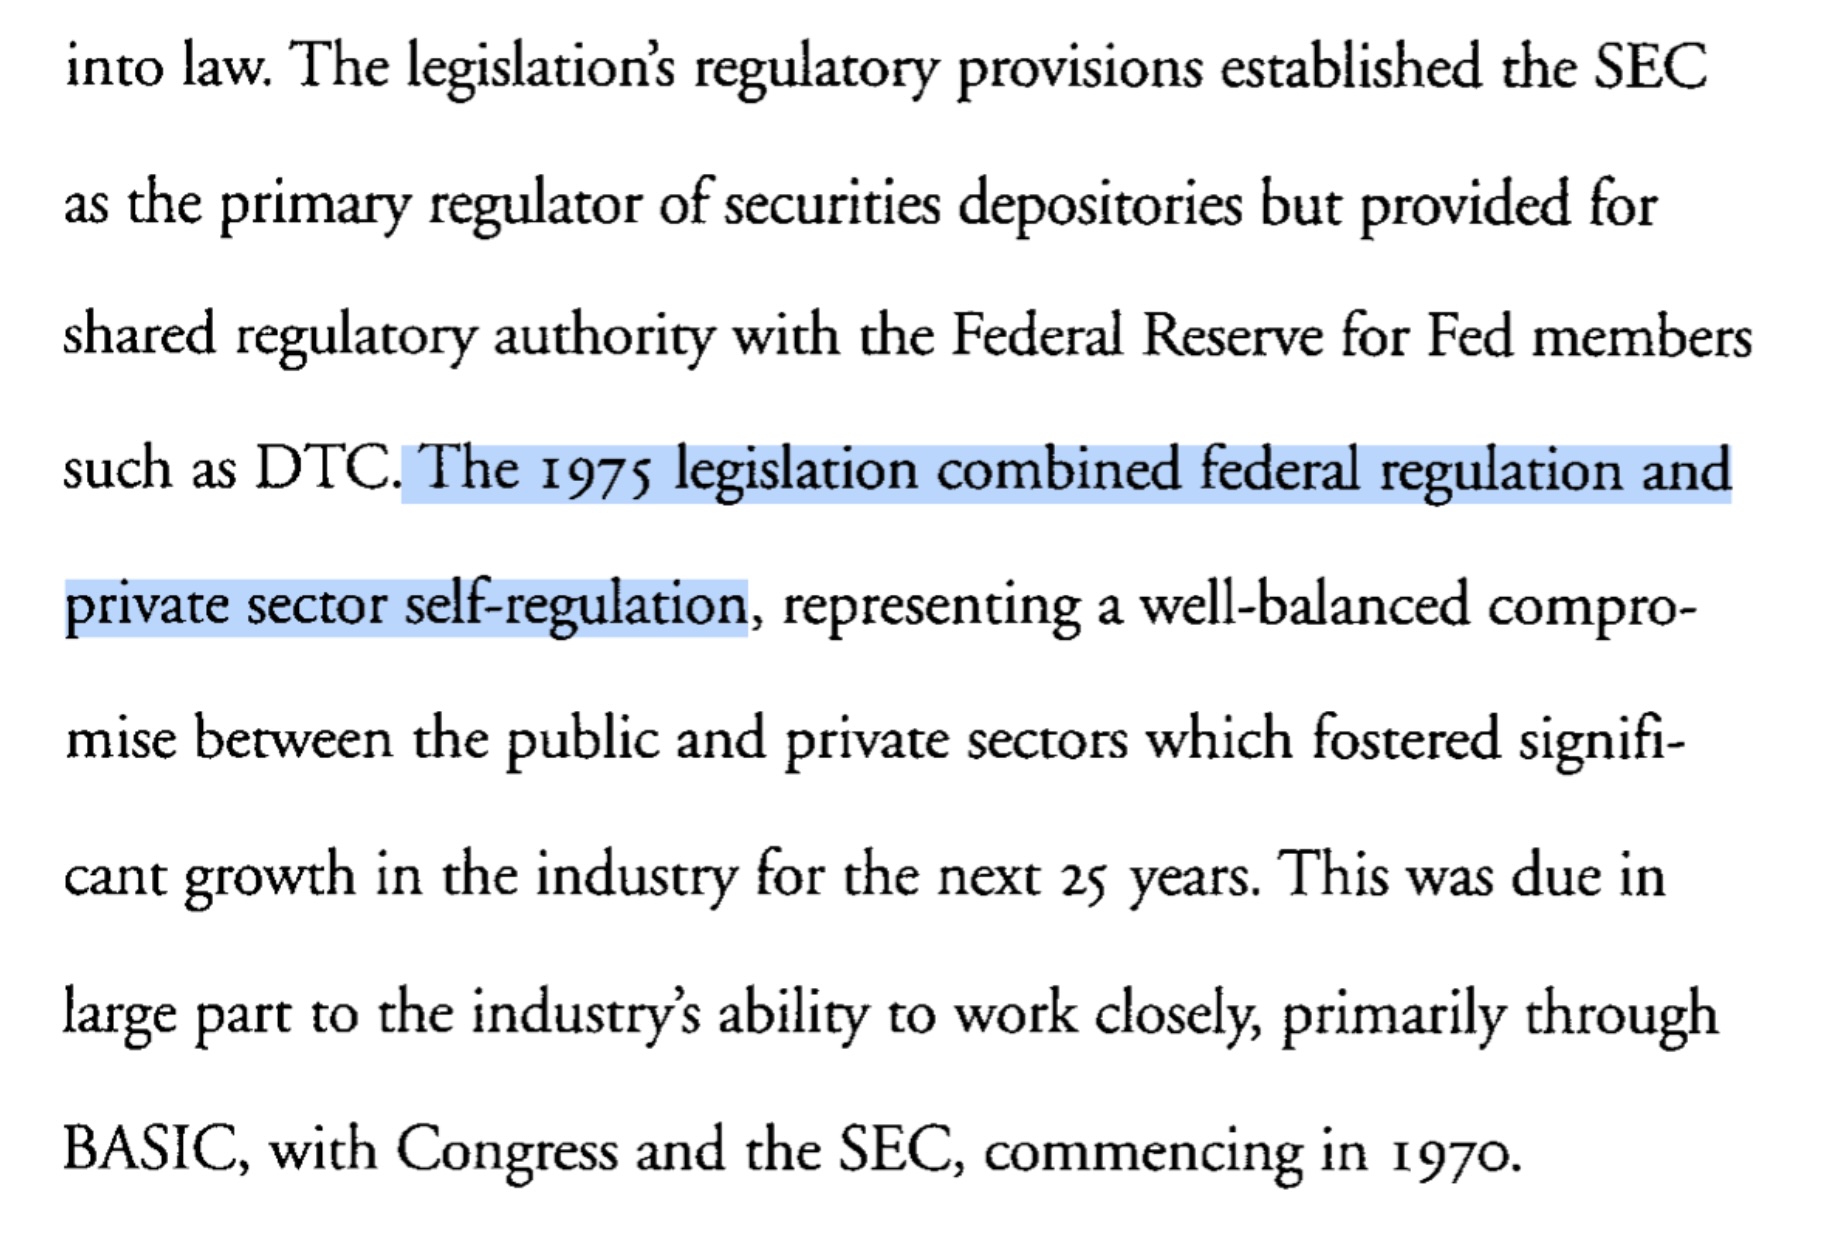 into law. The legislation’s regulatory provisions established the SEC
as the primary regulator of securities depositories but provided for
shared regulatory authority with the Federal Reserve for Fed members
such as DTC. The 1975 legislation combined federal regulation and
private sector self-regulation, representing a well-balanced compro-
mise between the public and private sectors which fostered signifi-
cant growth in the industry for the next 25 years. This was due in
large part to the industry’s ability to work closely, primarily through
BASIC, with Congress and the SEC, commencing in 1970.